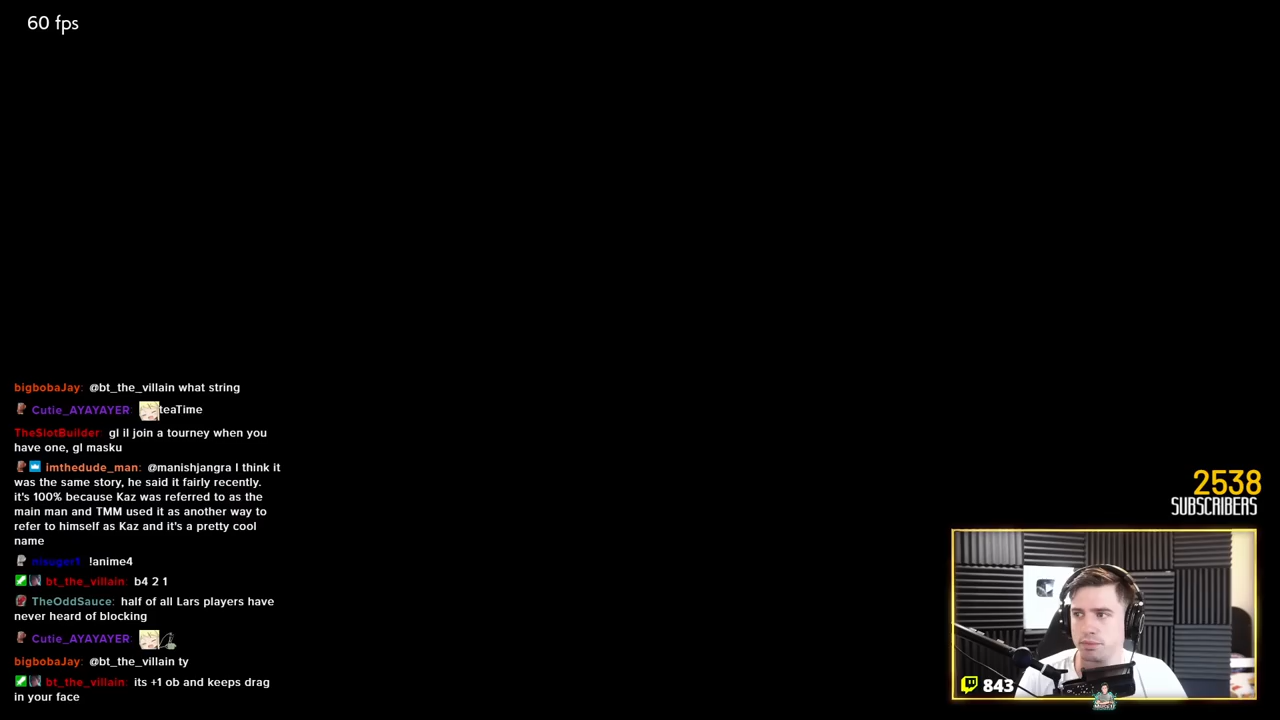 60 fps
bigbobaJay: @bt_the_villain what string
Cutie_AYAYAYER: teaTime
TheSlotBuilder: gl il join a tourney when you
have one, gl masku
imthedude_man: @manishjangra I think it
was the same story, he said it fairly recently.
it's 100% because Kaz was referred to as the
main man and TMM used it as another way to
refer to himself as Kaz and it's a pretty cool
name
!anime4
bt_the_villain: b4 2 1
TheOddSauce: half of all Lars players have
never heard of blocking
Cutie_AYAYAYER:
bigbobaJay: @bt_the_villain ty
bt_the_villain: its +1 ob and keeps drag
in your face
2538
SUBSCRIBERS
843